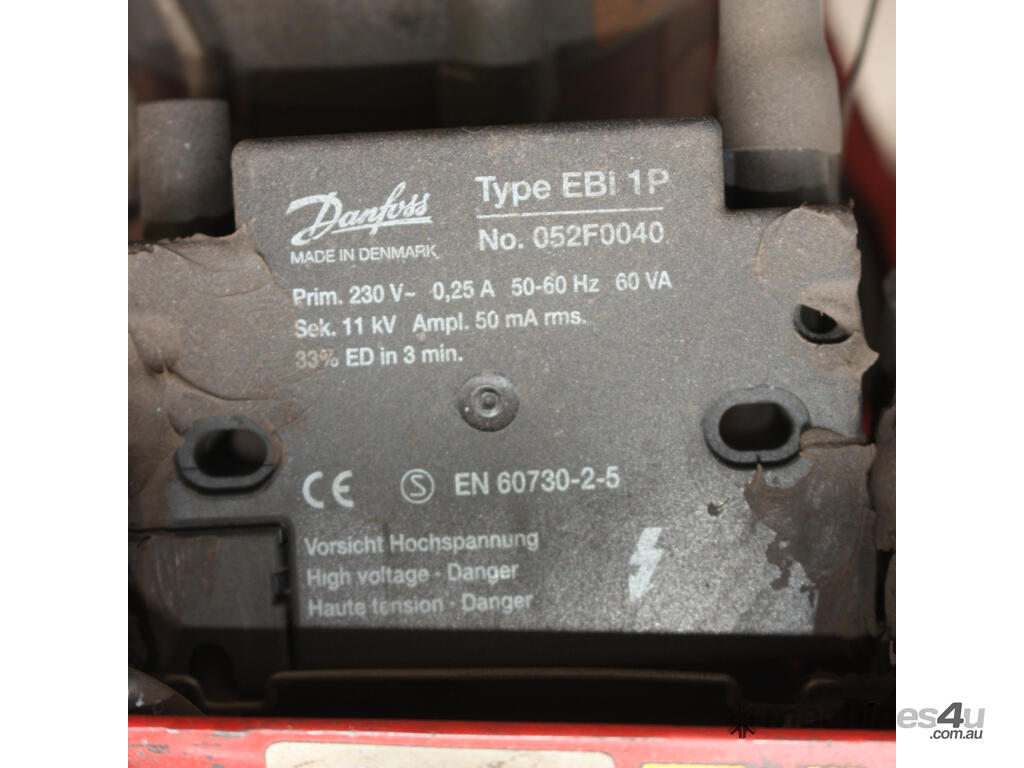 Danfoss
MADE IN DENMARK
Type EBI 1P
No. 052F0040
Prim. 230 V~ 0,25 A 50-60 Hz 60 VA
Sek. 11 kV Ampl. 50 mA rms.
33% ED in 3 min.
CE S EN 60730-2-5
Vorsicht Hochspannung
High voltage · Danger
Haute tension · Danger
machines4u
.com.au